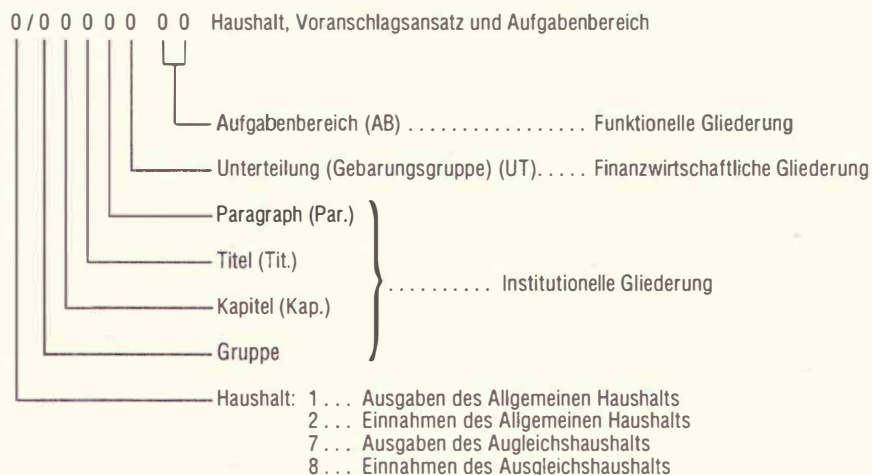 0/0 0 0 0 0 0 0 Haushalt, Voranschlagsansatz und Aufgabenbereich
Aufgabenbereich (AB) . . . . . . . . . . . . . . . . . Funktionelle Gliederung
Unterteilung (Gebarungsgruppe) (UT). . . . . Finanzwirtschaftliche Gliederung
Paragraph (Par.)
Titel (Tit.)
. . . . . . . . . . Institutionelle Gliederung
Kapitel (Kap.)
Gruppe
Haushalt: 1 . . . Ausgaben des Allgemeinen Haushalts
2 . . . Einnahmen des Allgemeinen Haushalts
7 . . . Ausgaben des Augleichshaushalts
8 . . . Einnahmen des Ausgleichshaushalts